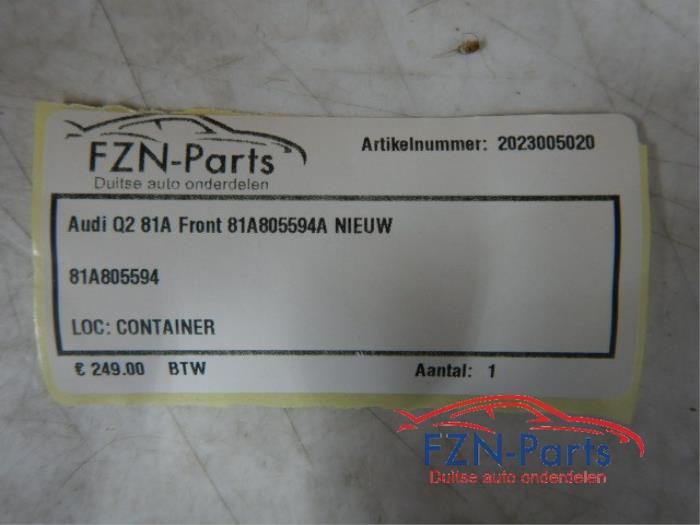 FZN-Parts
Duitse auto onderdelen
Artikelnummer: 2023005020
Audi Q2 81A Front 81A805594A NIEUW
81A805594
LOC: CONTAINER
€ 249.00 BTW
Aantal: 1
FZN-Parts
Duitse auto onderdelen